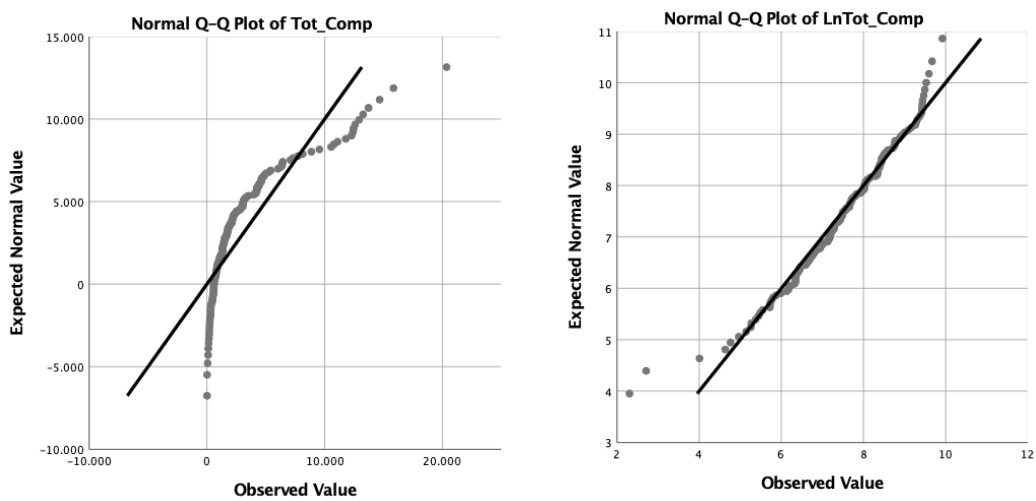 Normal Q-Q Plot of Tot_Comp
Expected Normal Value
15.000
10.000
5.000
0
-5.000
-10.000
-10.000 0 10.000 20.000
Observed Value
Normal Q-Q Plot of LnTot_Comp
Expected Normal Value
11
10
9
8
7
6
5
4
3
2 4 6 8 10 12
Observed Value